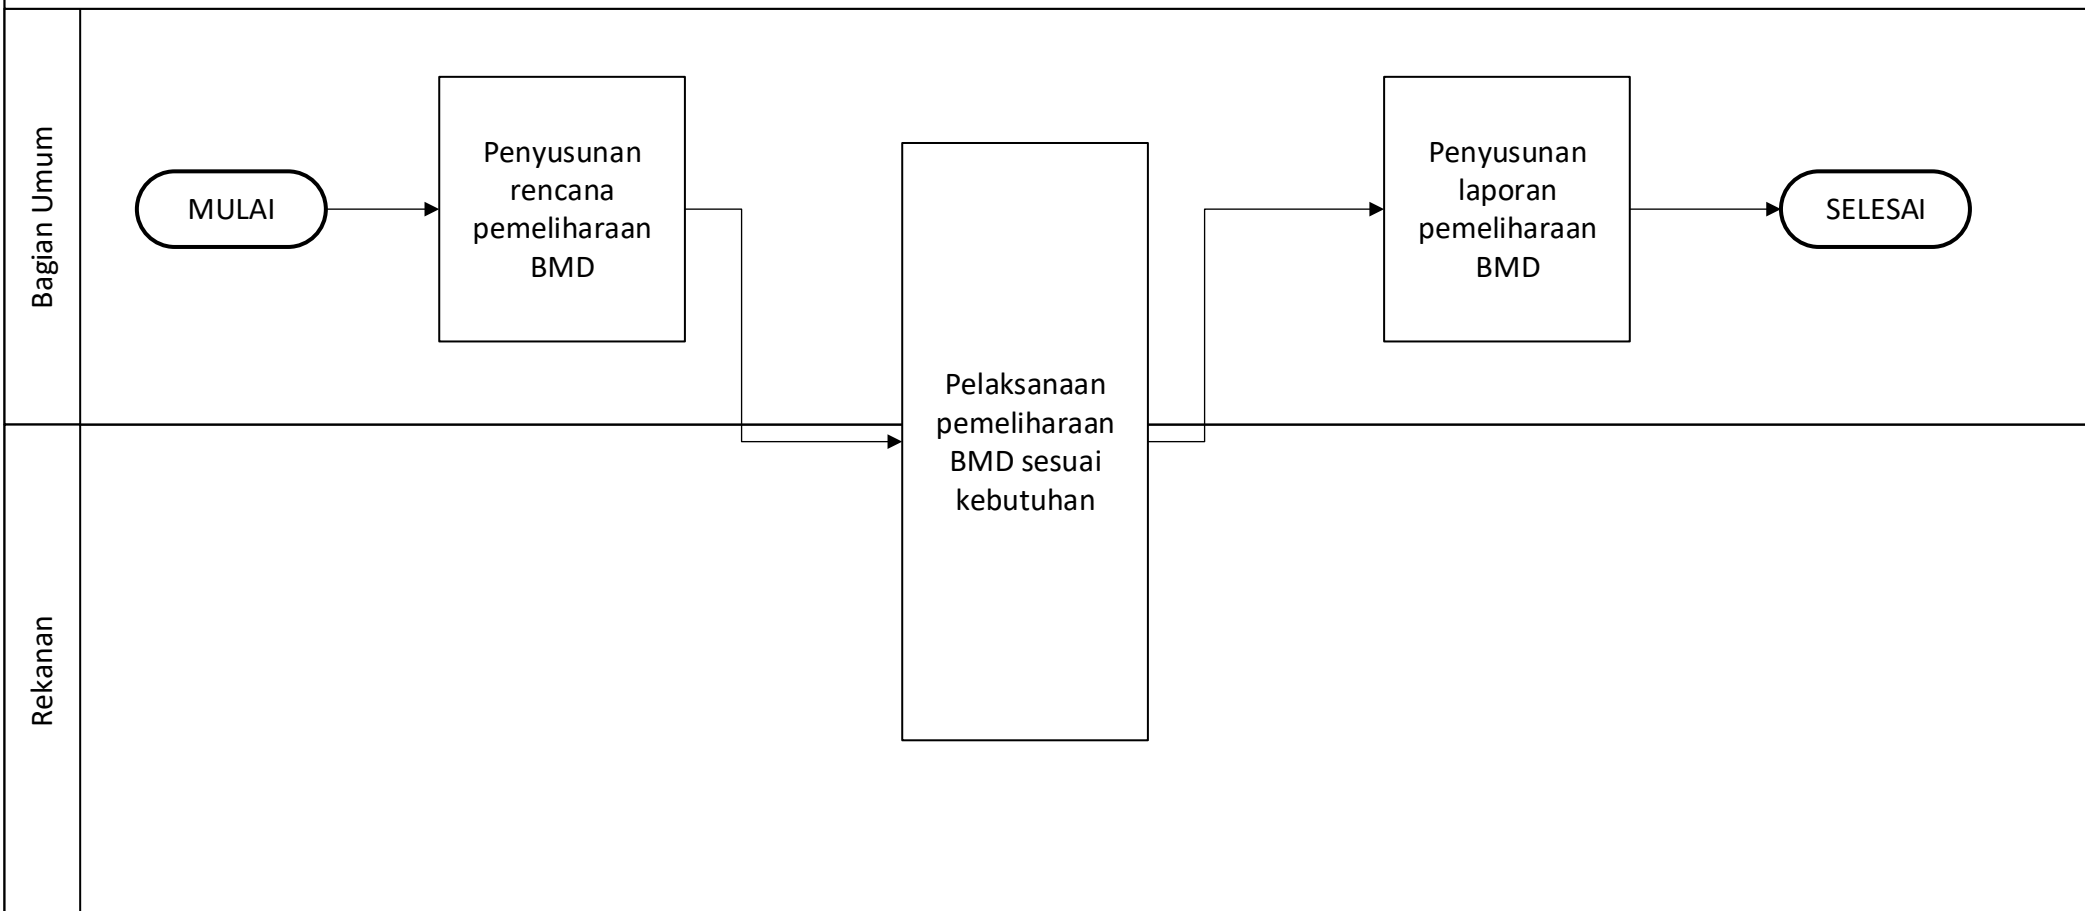 Bagian Umum
MULAI
Penyusunan
rencana
pemeliharaan
BMD
Pelaksanaan
pemeliharaan
BMD sesuai
kebutuhan
Penyusunan
laporan
pemeliharaan
BMD
SELESAI
Rekanan